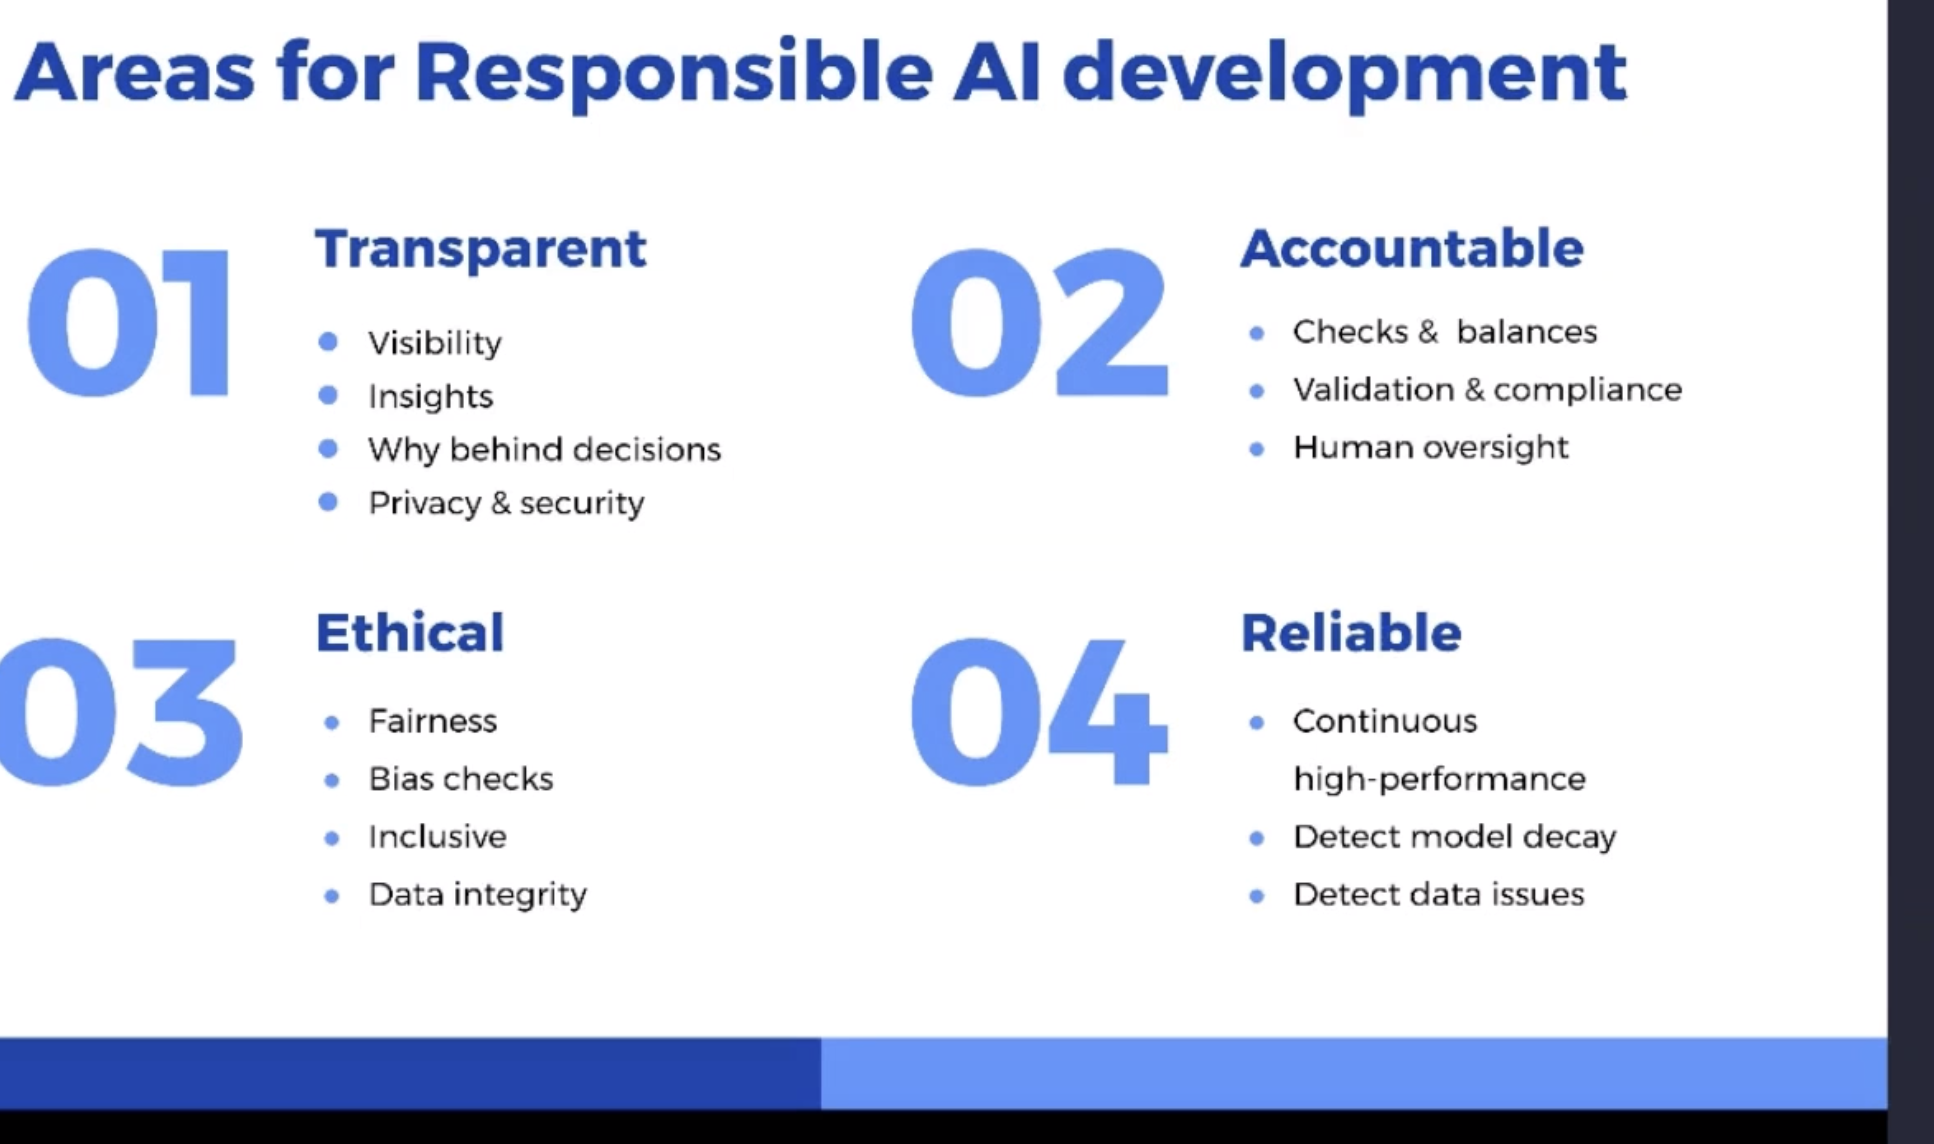 Areas for Responsible AI development
01
Transparent
Visibility
Insights
Why behind decisions
Privacy & security
02
Accountable
Checks & balances
Validation & compliance
Human oversight
03
Ethical
Fairness
Bias checks
Inclusive
Data integrity
04
Reliable
Continuous
high-performance
Detect model decay
Detect data issues